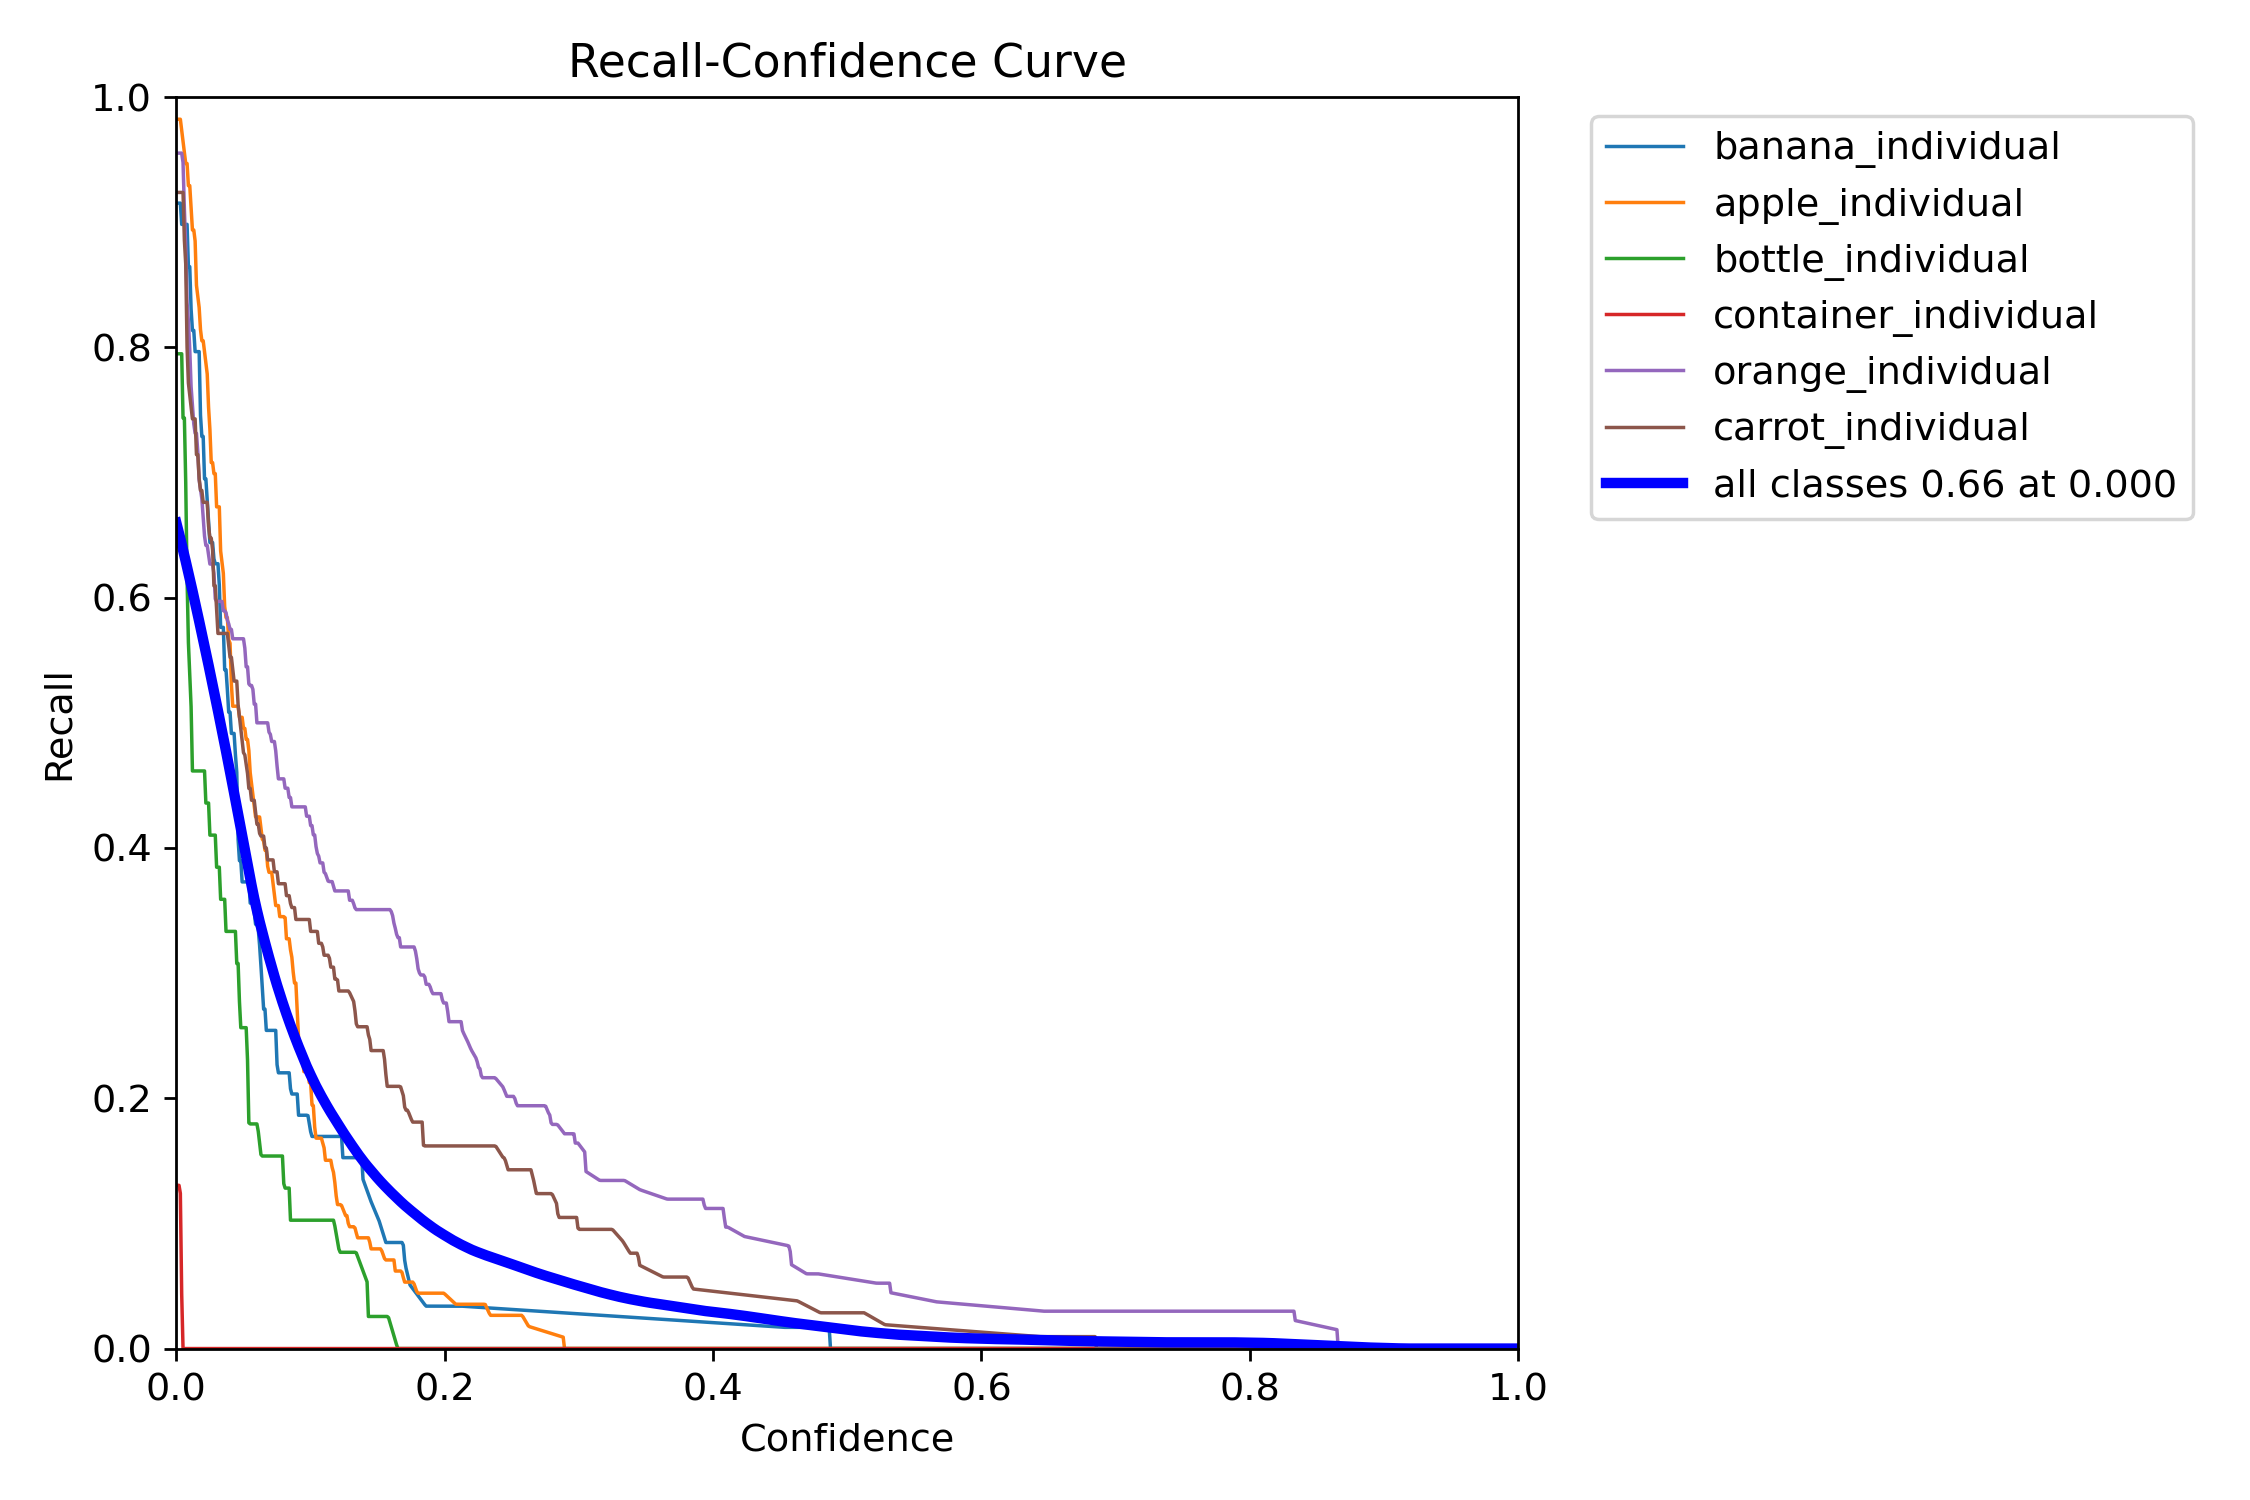 Recall-Confidence Curve
1.0
0.8
0.6
0.4
0.2
0.0
Recall
0.0 0.2 0.4 0.6 0.8 1.0
Confidence
banana_individual
apple_individual
bottle_individual
container_individual
orange_individual
carrot_individual
all classes 0.66 at 0.000